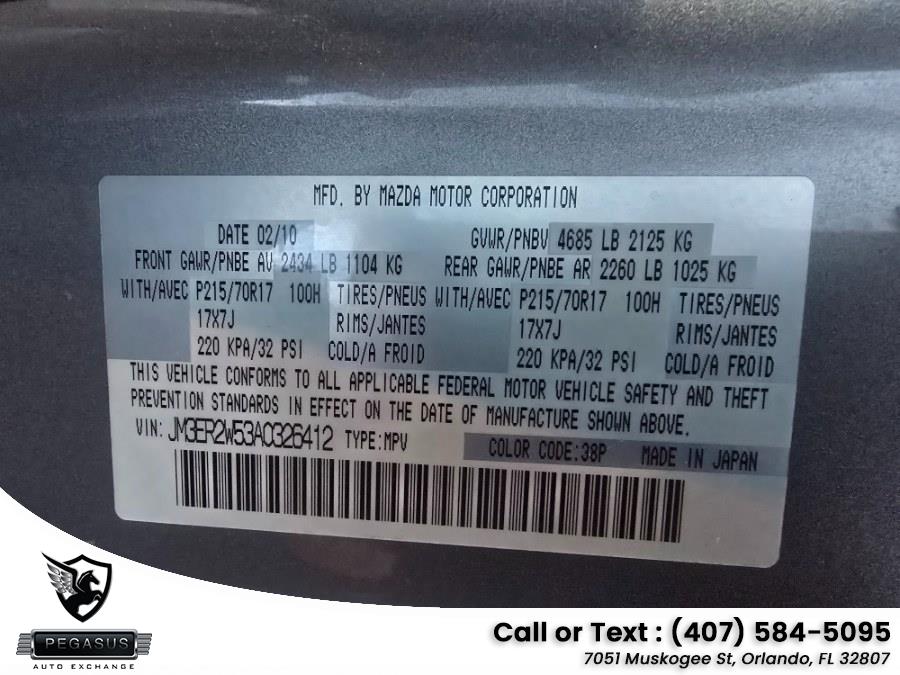 MFD. BY MAZDA MOTOR CORPORATION
DATE 02/10 GVWR/PNBV 4685 LB 2125 KG
FRONT GAWR/PNBE AV 2434 LB 1104 KG REAR GAWR/PNBE AR 2260 LB 1025 KG
WITH/AVEC P215/70R17 100H TIRES/PNEUS WITH/AVEC P215/70R17 100H TIRES/PNEUS
17X7J RIMS/JANTES 17X7J RIMS/JANTES
220 KPA/32 PSI COLD/A FROID 220 KPA/32 PSI COLD/A FROID
THIS VEHICLE CONFORMS TO ALL APPLICABLE FEDERAL MOTOR VEHICLE SAFETY AND THEFT
PREVENTION STANDARDS IN EFFECT ON THE DATE OF MANUFACTURE SHOWN ABOVE.
VIN: JM3ER2W53A0326412 TYPE:MPV COLOR CODE:38P MADE IN JAPAN
PEGASUS
AUTO EXCHANGE
Call or Text : (407) 584-5095
7051 Muskogee St, Orlando, FL 32807